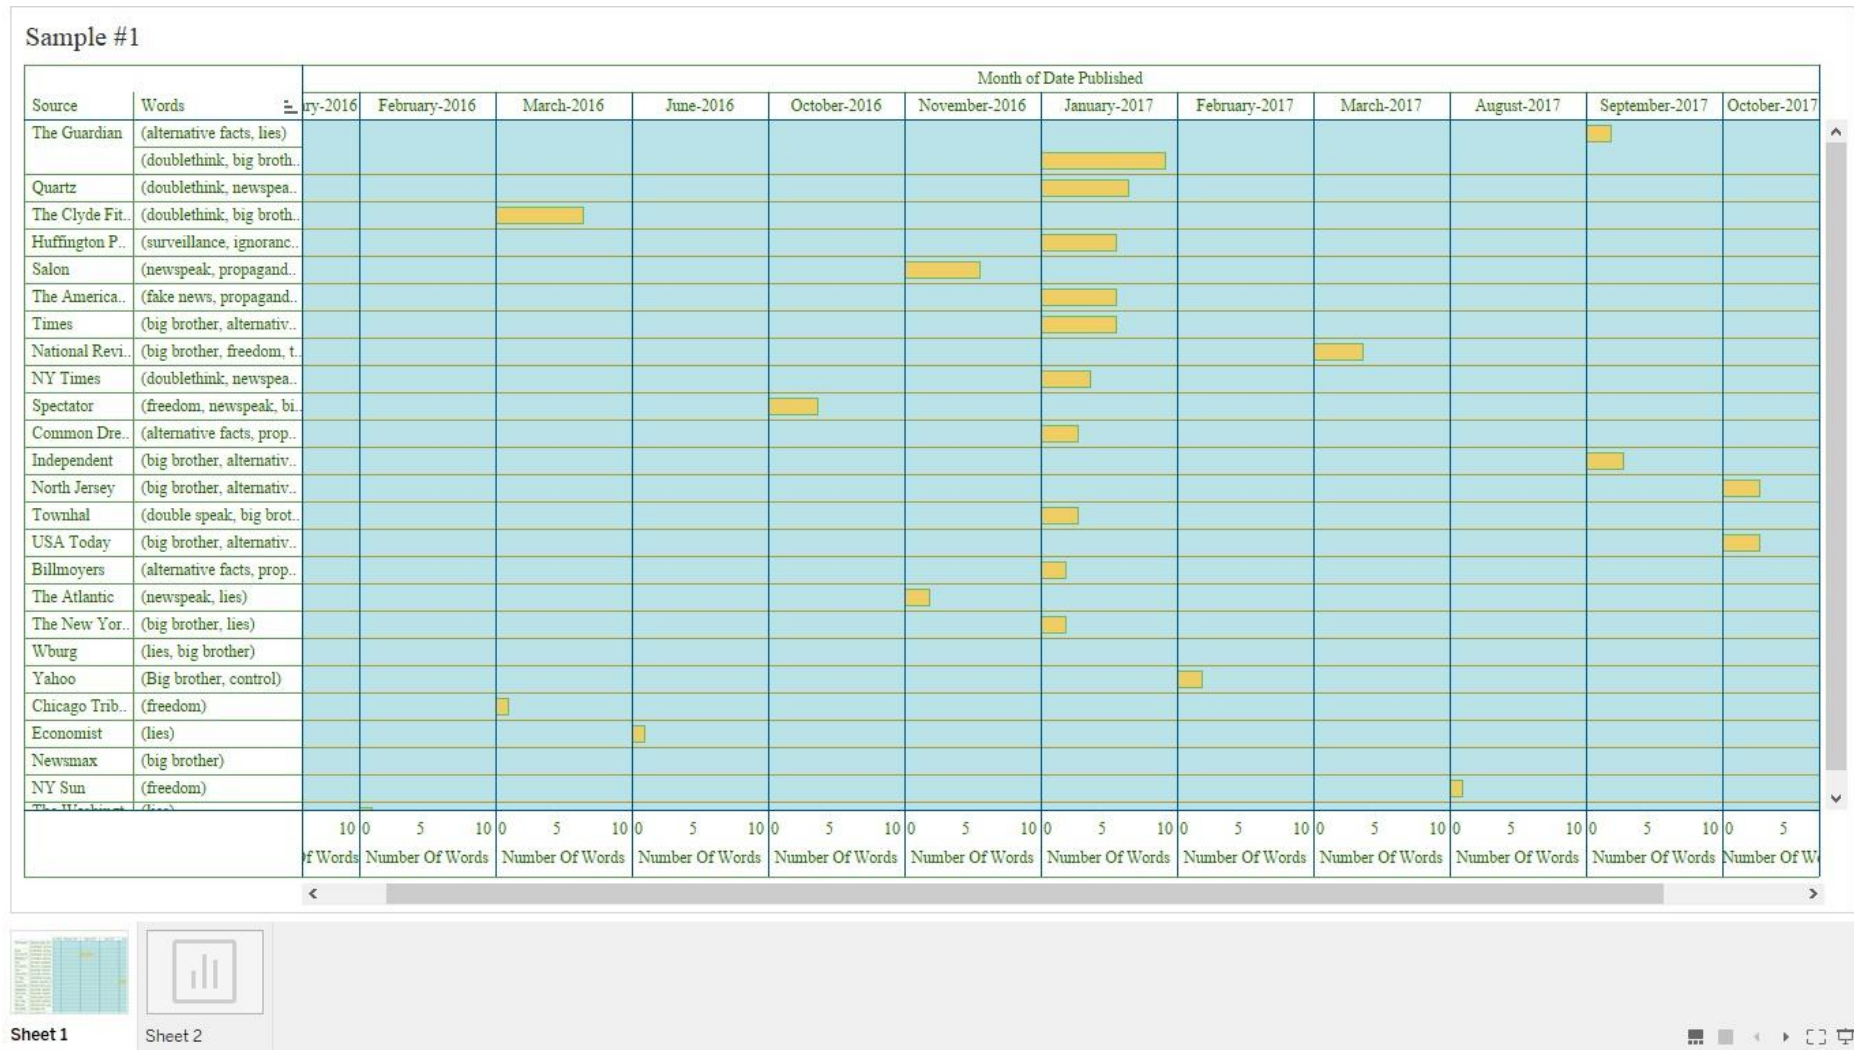 Sample #1
Month of Date Published
Source Words ry-2016 February-2016 March-2016 June-2016 October-2016 November-2016 January-2017 February-2017 March-2017 August-2017 September-2017 October-2017
The Guardian (alternative facts, lies)
(doublethink, big broth..
Quartz (doublethink, newspea..
The Clyde Fit.. (doublethink, big broth..
Huffington P.. (surveillance, ignoranc..
Salon (newspeak, propagand..
The America.. (fake news, propagand..
Times (big brother, alternativ..
National Revi.. (big brother, freedom, t..
NY Times (doublethink, newspea..
Spectator (freedom, newspeak, bi..
Common Dre.. (alternative facts, prop..
Independent (big brother, alternativ..
North Jersey (big brother, alternativ..
Townhal (double speak, big brot..
USA Today (big brother, alternativ..
Billmoyers (alternative facts, prop..
The Atlantic (newspeak, lies)
The New Yor.. (big brother, lies)
Wburg (lies, big brother)
Yahoo (Big brother, control)
Chicago Trib.. (freedom)
Economist (lies)
Newsmax (big brother)
NY Sun (freedom)
The Washingt.. (lies)
10 0 5 10 0 5 10 0 5 10 0 5 10 0 5 10 0 5 10 0 5 10 0 5 10 0 5 10 0 5 10 0 5
Of Words Number Of Words Number Of Words Number Of Words Number Of Words Number Of Words Number Of Words Number Of Words Number Of Words Number Of Words Number Of Words Number Of W
Sheet 1 Sheet 2